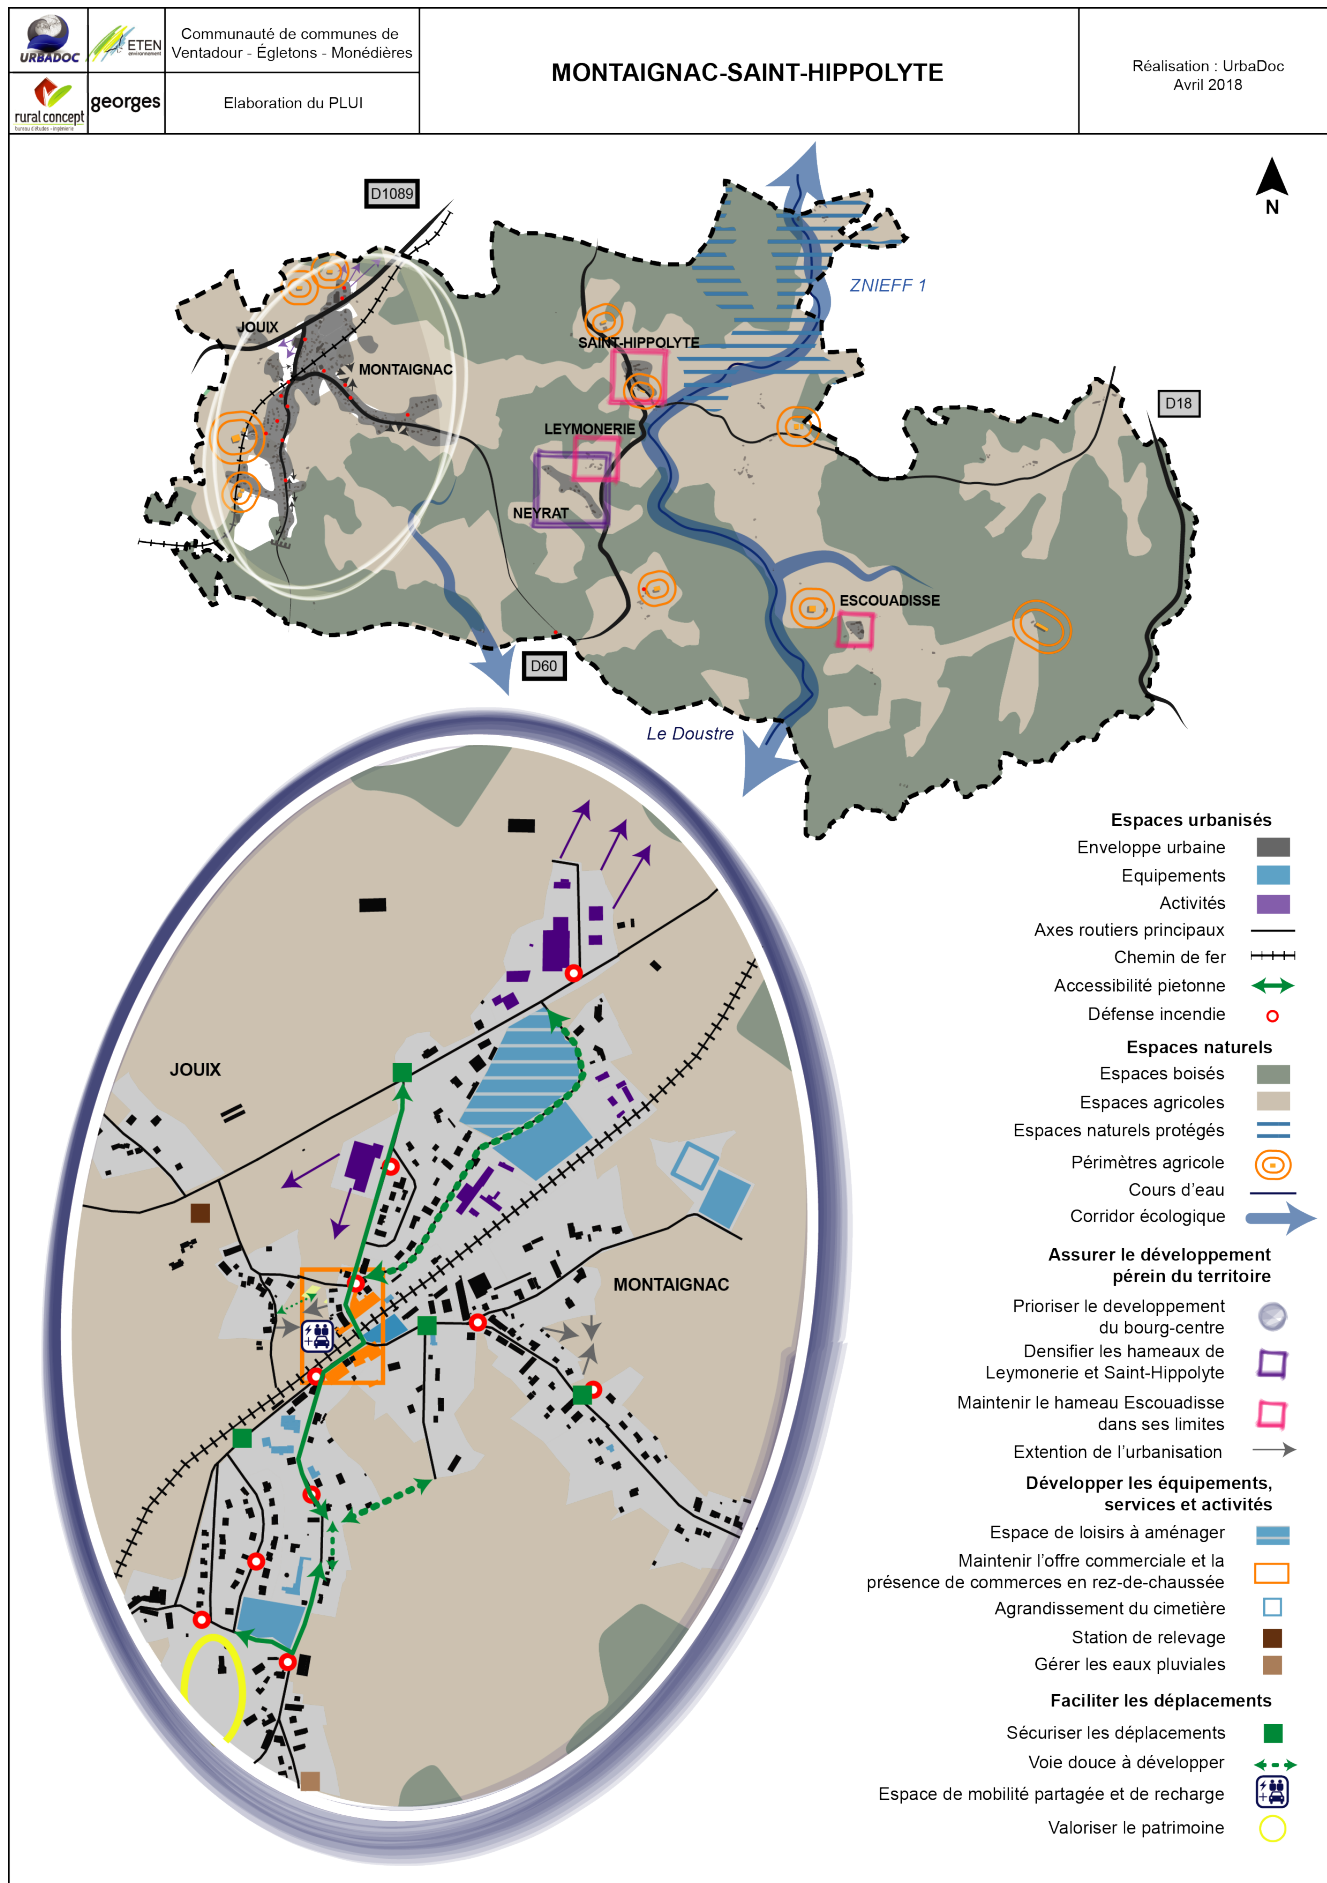 URBADOC
ETEN
environnement
Communauté de communes de
Ventadour - Égletons - Monédières
rural concept
bureau d'études - ingénierie
georges
Elaboration du PLUI
MONTAIGNAC-SAINT-HIPPOLYTE
Réalisation : UrbaDoc
Avril 2018
N
D1089
ZNIEFF 1
JOUIX
SAINT-HIPPOLYTE
MONTAIGNAC
D18
LEYMONERIE
NEYRAT
ESCOUADISSE
D60
Le Doustre
JOUIX
MONTAIGNAC
Espaces urbanisés
Enveloppe urbaine
Equipements
Activités
Axes routiers principaux
Chemin de fer
Accessibilité pietonne
Défense incendie
Espaces naturels
Espaces boisés
Espaces agricoles
Espaces naturels protégés
Périmètres agricole
Cours d'eau
Corridor écologique
Assurer le développement
pérein du territoire
Prioriser le developpement
du bourg-centre
Densifier les hameaux de
Leymonerie et Saint-Hippolyte
Maintenir le hameau Escouadisse
dans ses limites
Extention de l'urbanisation
Développer les équipements,
services et activités
Espace de loisirs à aménager
Maintenir l'offre commerciale et la
présence de commerces en rez-de-chaussée
Agrandissement du cimetière
Station de relevage
Gérer les eaux pluviales
Faciliter les déplacements
Sécuriser les déplacements
Voie douce à développer
Espace de mobilité partagée et de recharge
Valoriser le patrimoine